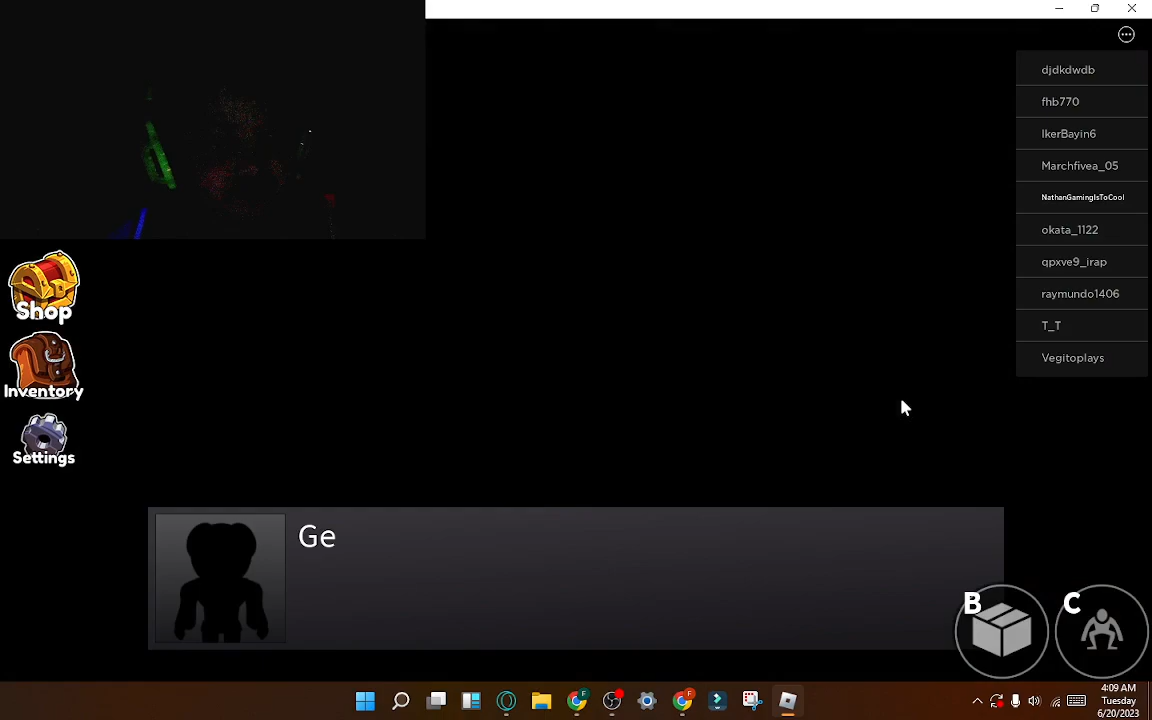 djdkdwdb
fhb770
IkerBayin6
Marchfivea_05
NathanGamingIsToCool
okata_1122
qpxve9_irap
raymundo1406
T_T
Vegitoplays
Shop
Inventory
Settings
Ge
B
C
4:09 AM
Tuesday
6/20/2023